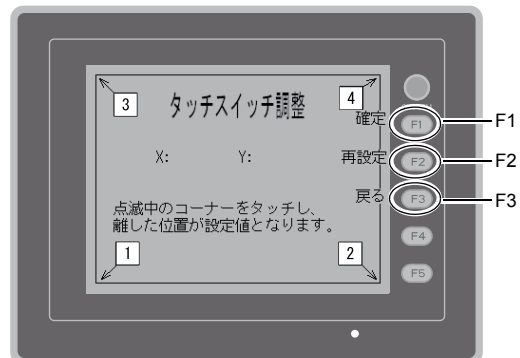 3
タッチスイッチ調整
4
確定
F1
F1
X:
Y:
再設定
F2
F2
戻る
F3
F3
点滅中のコーナーをタッチし、
離した位置が設定値となります。
F4
1
2
F5